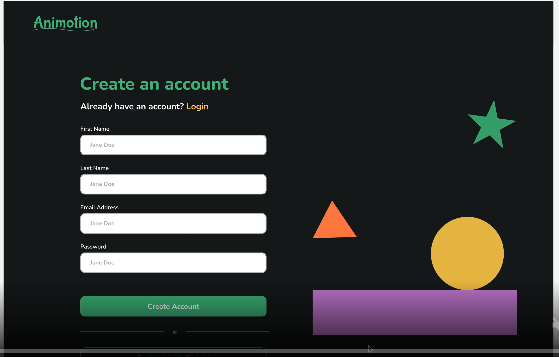 Animotion
Create an account
Already have an account? Login
First Name
Jane Doe
Last Name
Jane Doe
Email Address
Jane Doe
Password
Jane Doe
Create Account
or